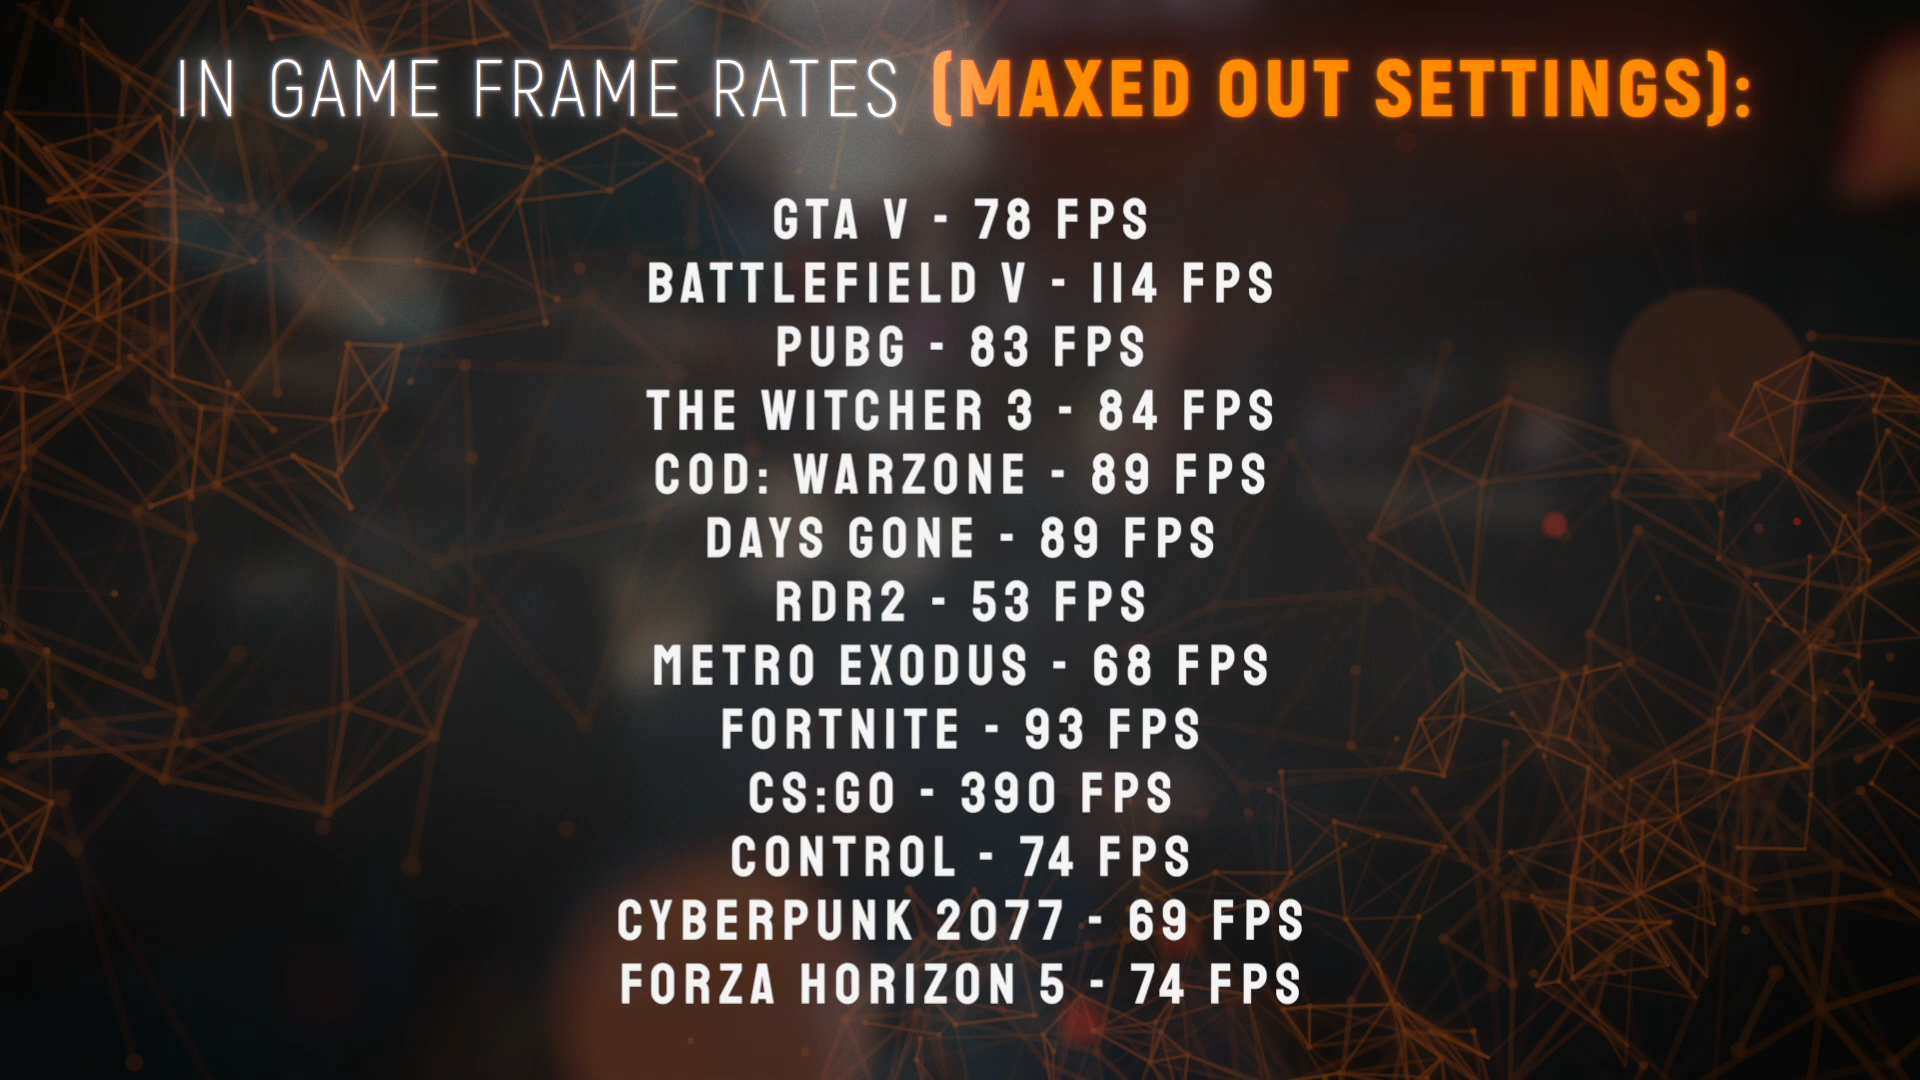 IN GAME FRAME RATES (MAXED OUT SETTINGS):
GTA V - 78 FPS
BATTLEFIELD V - 114 FPS
PUBG - 83 FPS
THE WITCHER 3 - 84 FPS
COD: WARZONE - 89 FPS
DAYS GONE - 89 FPS
RDR2 - 53 FPS
METRO EXODUS - 68 FPS
FORTNITE - 93 FPS
CS:GO - 390 FPS
CONTROL - 74 FPS
CYBERPUNK 2077 - 69 FPS
FORZA HORIZON 5 - 74 FPS